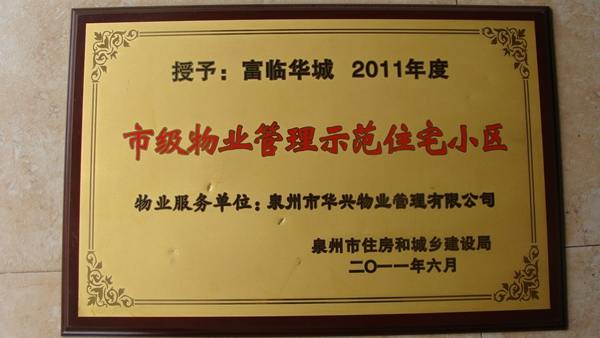 授予：富临华城 2011年度
市级物业管理示范住宅小区
物业服务单位：泉州市华兴物业管理有限公司
泉州市住房和城乡建设局
二〇一一年六月